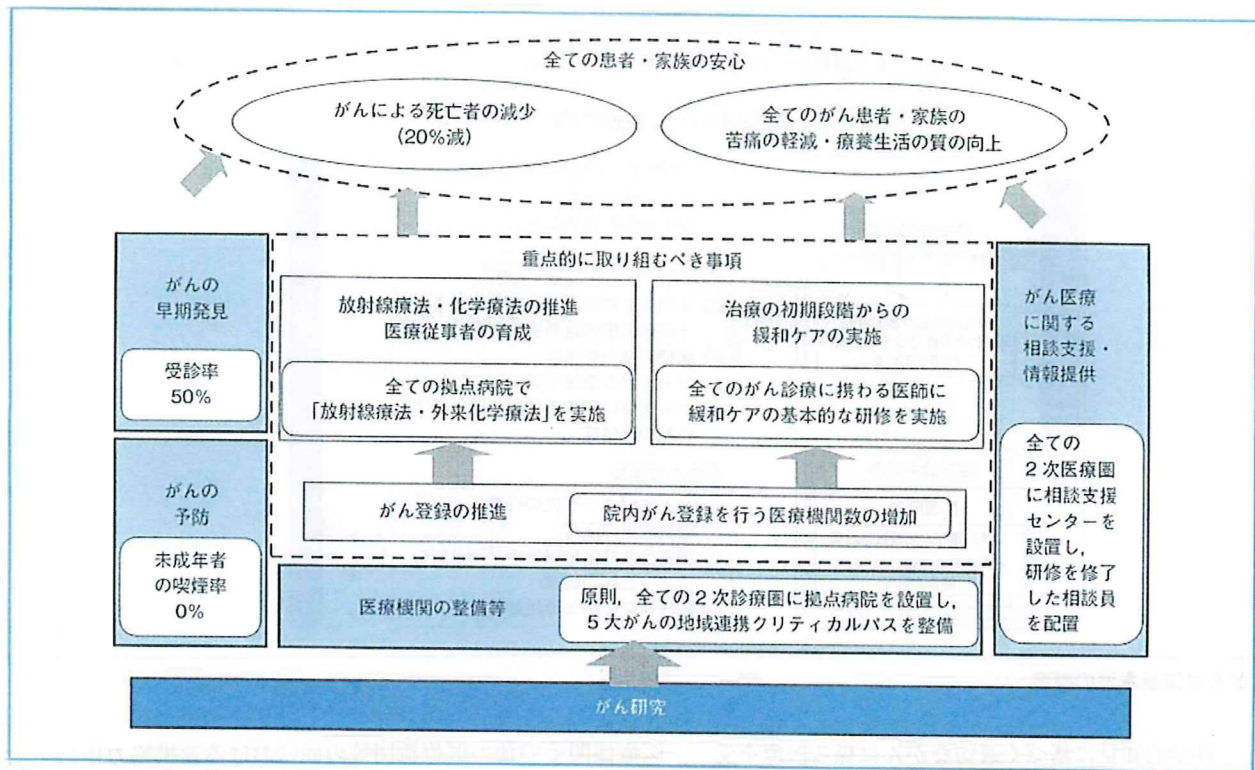 全ての患者・家族の安心
がんによる死亡者の減少
(20%減)
全てのがん患者・家族の
苦痛の軽減・療養生活の質の向上
がんの
早期発見
受診率
50%
がんの
予防
未成年者
の喫煙率
0%
重点的に取り組むべき事項
放射線療法・化学療法の推進
医療従事者の育成
全ての拠点病院で
「放射線療法・外来化学療法」を実施
治療の初期段階からの
緩和ケアの実施
全てのがん診療に携わる医師に
緩和ケアの基本的な研修を実施
がん登録の推進
院内がん登録を行う医療機関数の増加
医療機関の整備等
原則，全ての2次診療圏に拠点病院を設置し，
5大がんの地域連携クリティカルパスを整備
がん医療
に関する
相談支援・
情報提供
全ての
2次医療圏
に相談支援
センターを
設置し，
研修を修了
した相談員
を配置
がん研究